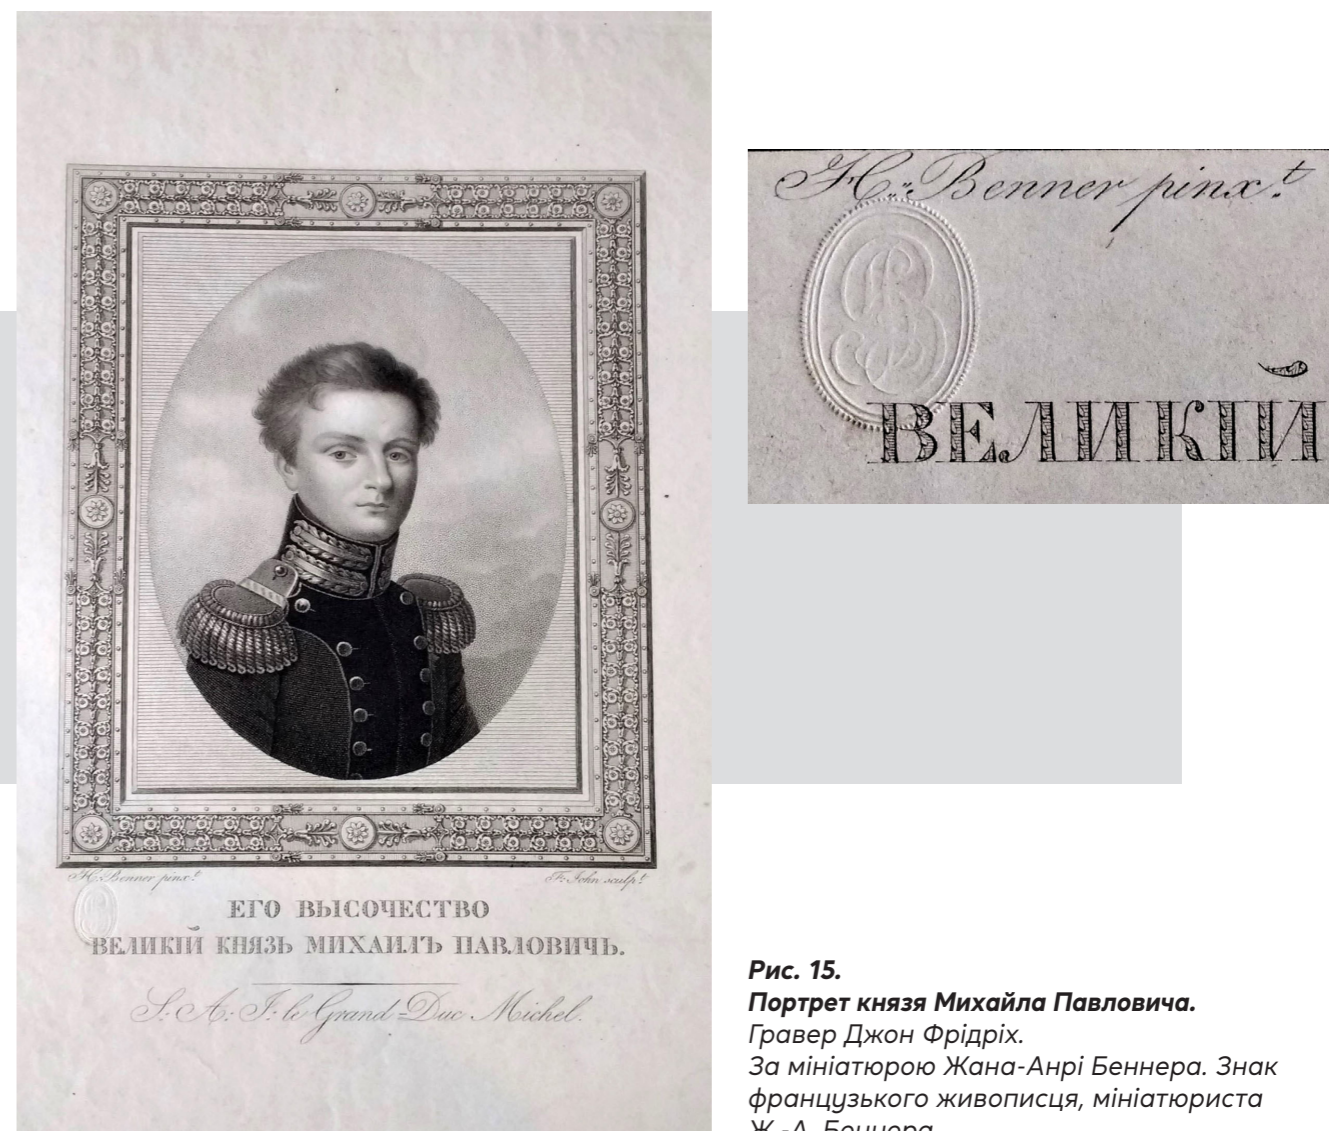 H: Benner pinx.t
F: John sculp.t
ЕГО ВЫСОЧЕСТВО
ВЕЛИКІЙ КНЯЗЬ МИХАИЛЪ ПАВЛОВИЧЬ.
S: A: I: le Grand=Duc Michel.
H: Benner pinx.t
ВЕЛИКІЙ
Рис. 15.
Портрет князя Михайла Павловича.
Гравер Джон Фрідріх.
За мініатюрою Жана-Анрі Беннера. Знак
французького живописця, мініатюриста
Ж.-А. Беннера